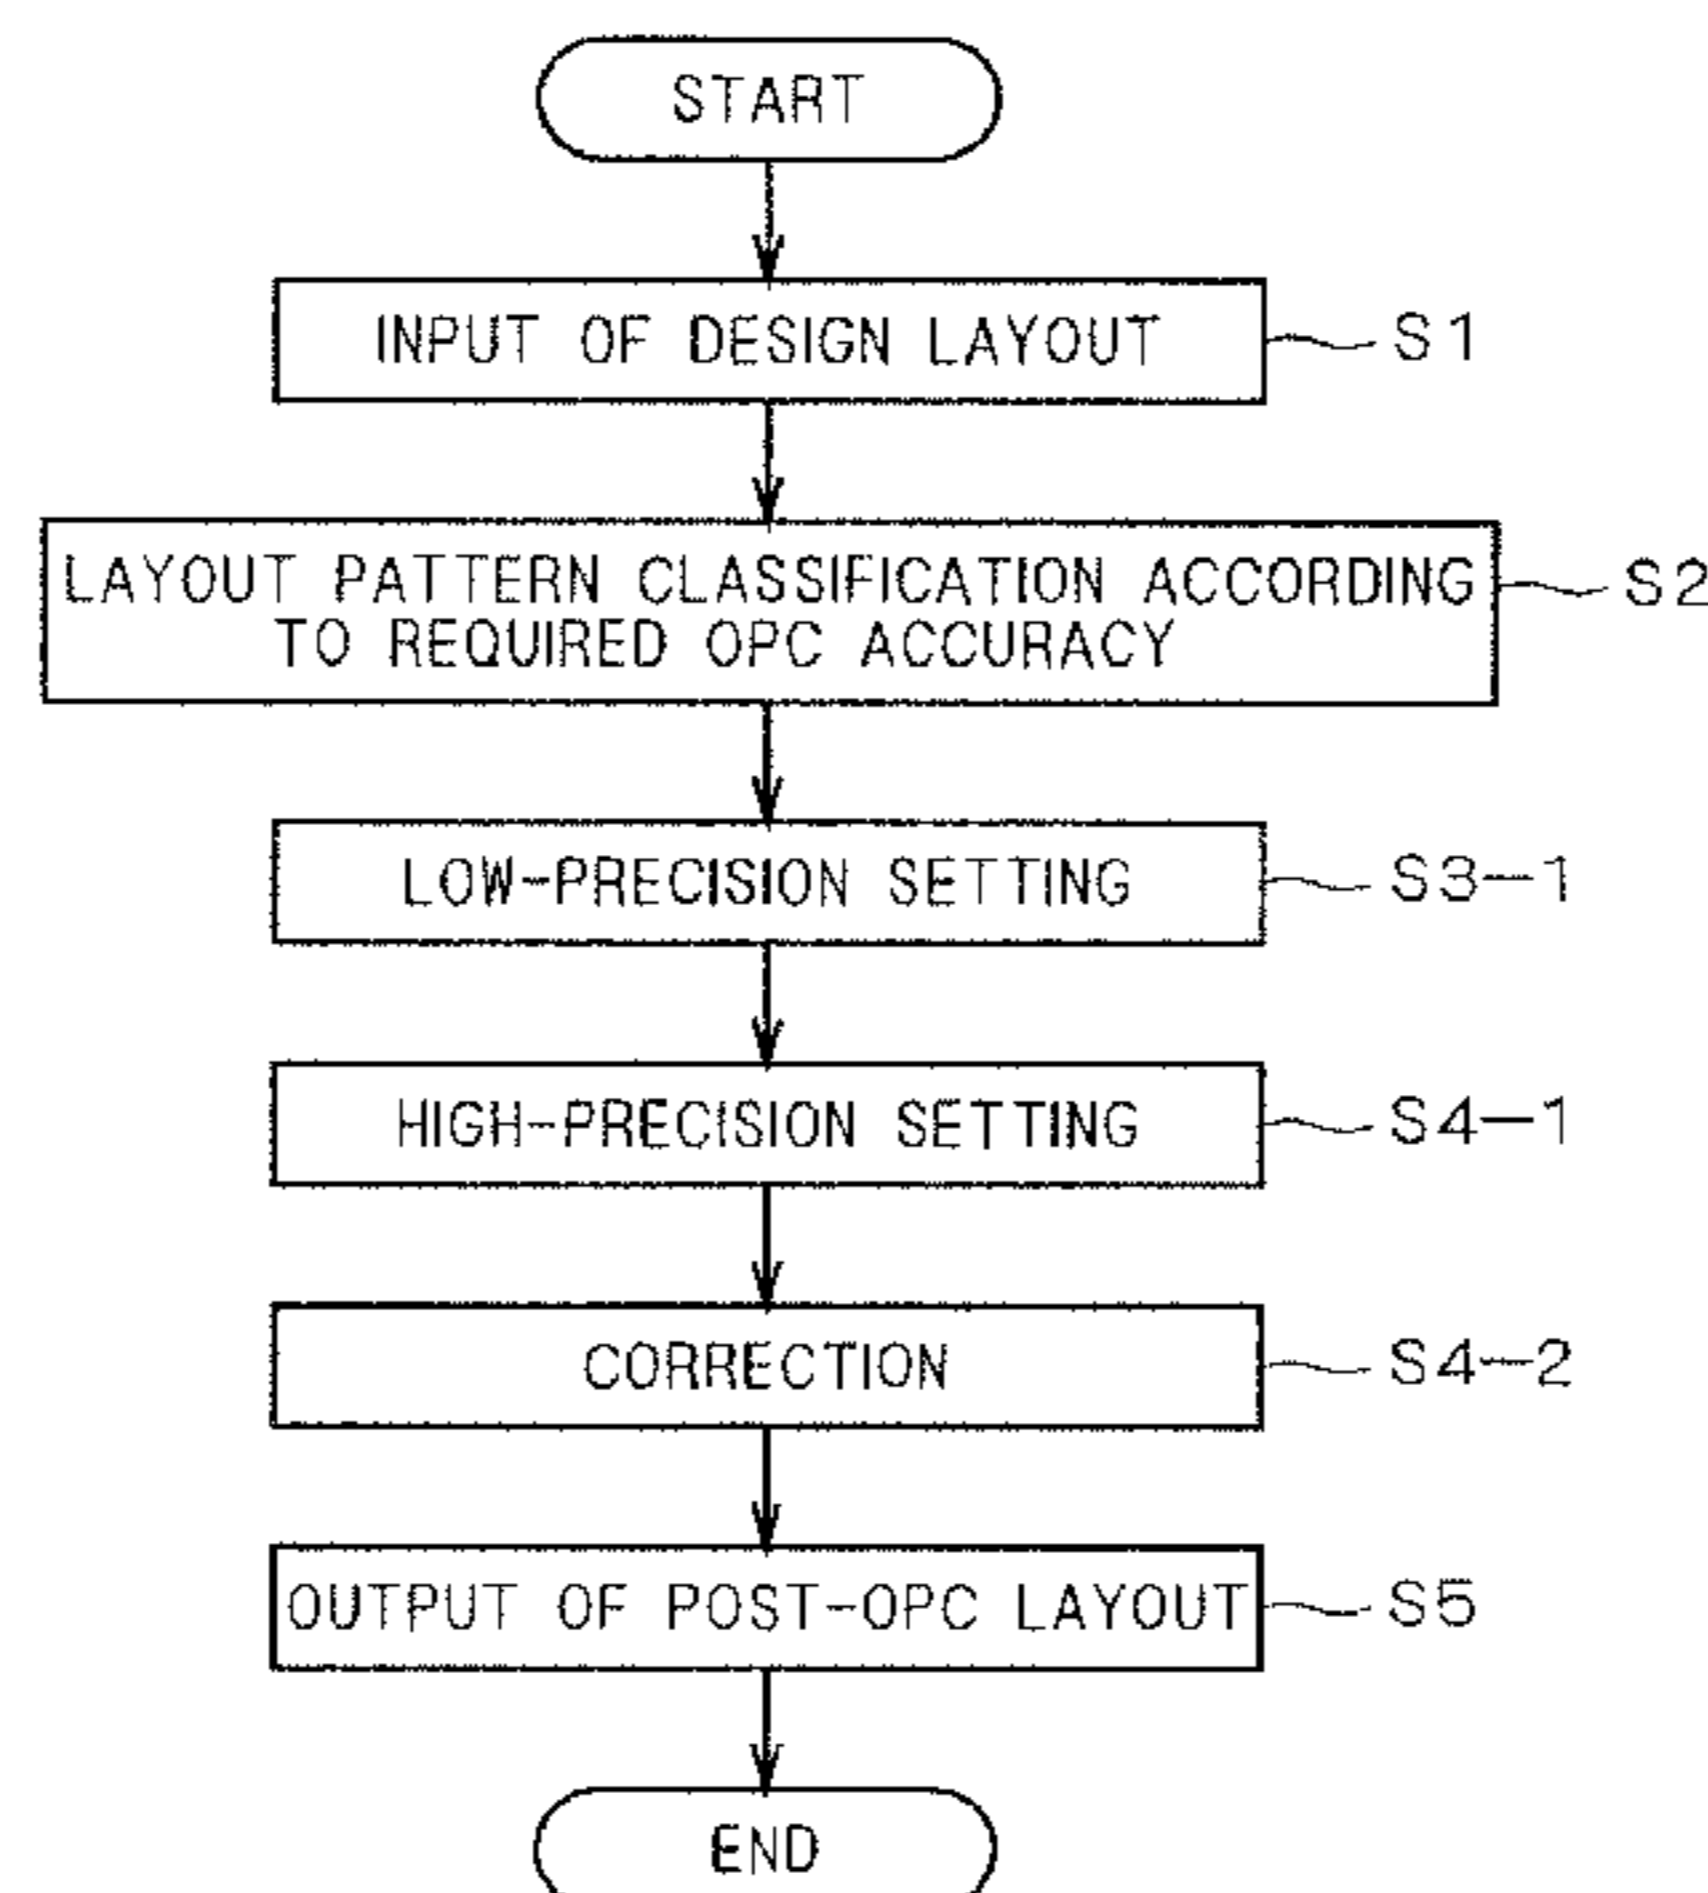 START
INPUT OF DESIGN LAYOUT
S1
LAYOUT PATTERN CLASSIFICATION ACCORDING
TO REQUIRED OPC ACCURACY
S2
LOW-PRECISION SETTING
S3-1
HIGH-PRECISION SETTING
S4-1
CORRECTION
S4-2
OUTPUT OF POST-OPC LAYOUT
S5
END